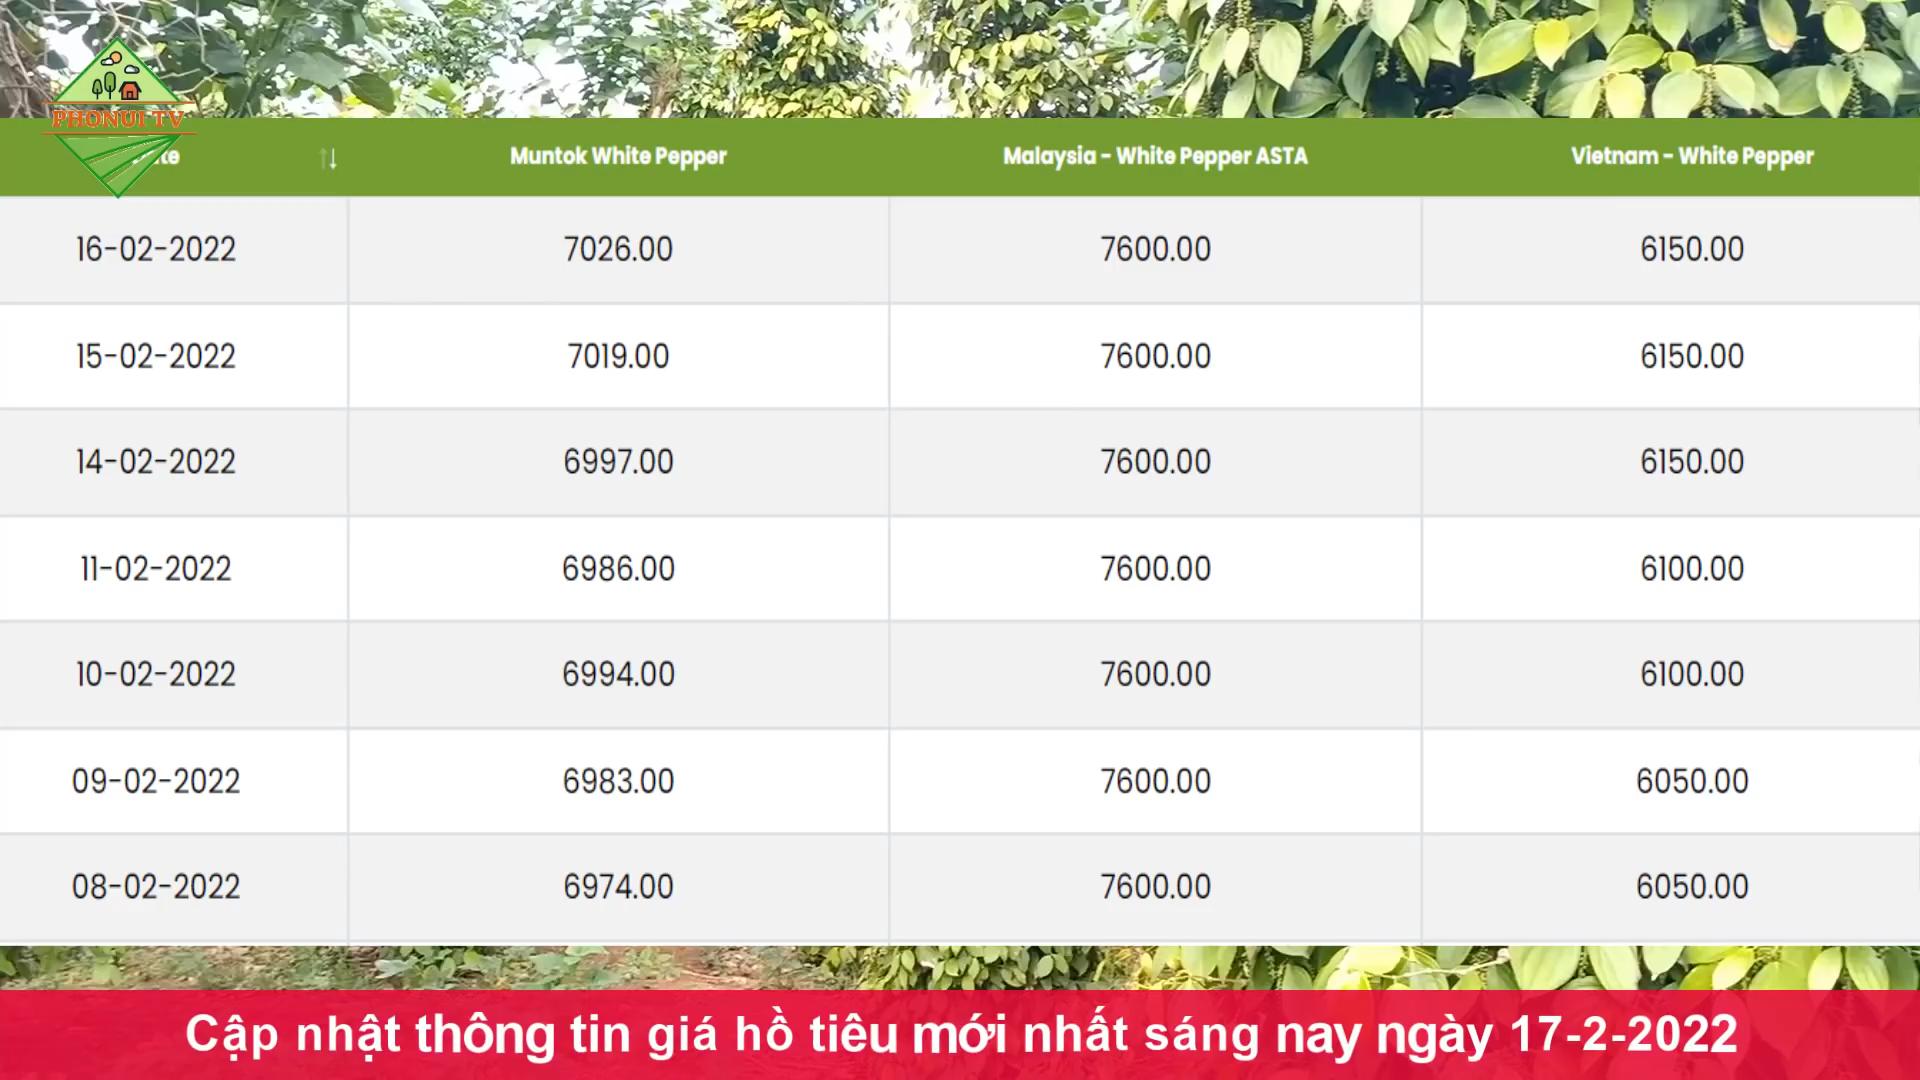 PHONUI TV
Muntok White Pepper Malaysia - White Pepper ASTA Vietnam - White Pepper
16-02-2022 7026.00 7600.00 6150.00
15-02-2022 7019.00 7600.00 6150.00
14-02-2022 6997.00 7600.00 6150.00
11-02-2022 6986.00 7600.00 6100.00
10-02-2022 6994.00 7600.00 6100.00
09-02-2022 6983.00 7600.00 6050.00
08-02-2022 6974.00 7600.00 6050.00
Cập nhật thông tin giá hồ tiêu mới nhất sáng nay ngày 17-2-2022